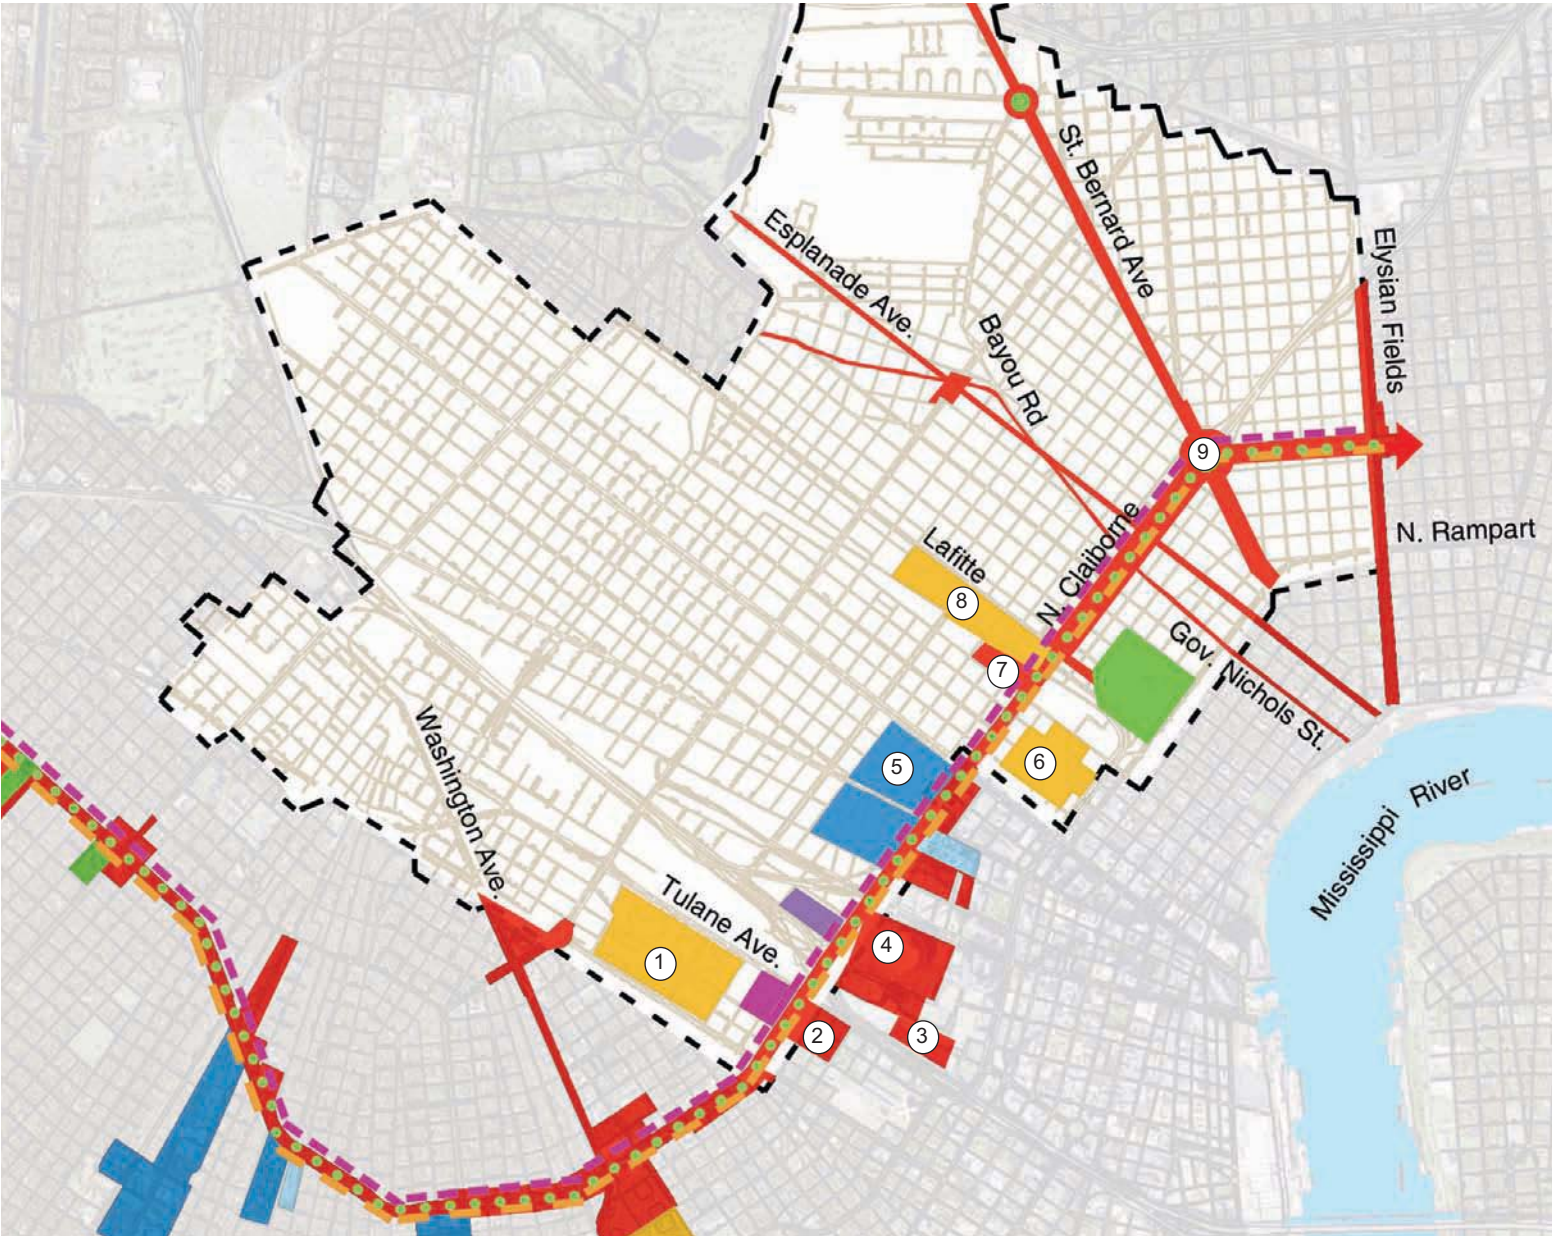 St. Bernard Ave
Esplanade Ave.
Elysian Fields
Bayou Rd
9
N. Claiborne
N. Rampart
Lafitte
8
Gov. Nichols St.
7
Washington Ave.
5
6
Mississippi River
Tulane Ave.
1
4
2
3